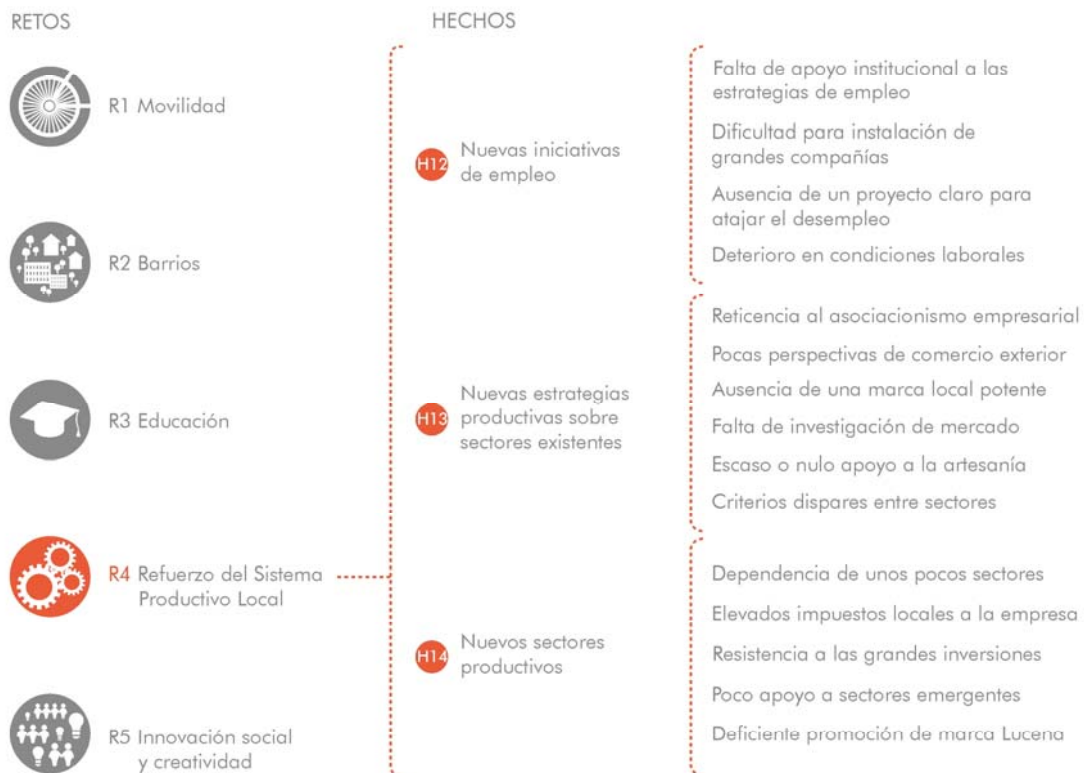 RETOS
R1 Movilidad
R2 Barrios
R3 Educación
R4 Refuerzo del Sistema
Productivo Local
R5 Innovación social
y creatividad
HECHOS
H12
Nuevas iniciativas
de empleo
Falta de apoyo institucional a las
estrategias de empleo
Dificultad para instalación de
grandes compañías
Ausencia de un proyecto claro para
atajar el desempleo
Deterioro en condiciones laborales
H13
Nuevas estrategias
productivas sobre
sectores existentes
Reticencia al asociacionismo empresarial
Pocas perspectivas de comercio exterior
Ausencia de una marca local potente
Falta de investigación de mercado
Escaso o nulo apoyo a la artesanía
Criterios dispares entre sectores
H14
Nuevos sectores
productivos
Dependencia de unos pocos sectores
Elevados impuestos locales a la empresa
Resistencia a las grandes inversiones
Poco apoyo a sectores emergentes
Deficiente promoción de marca Lucena